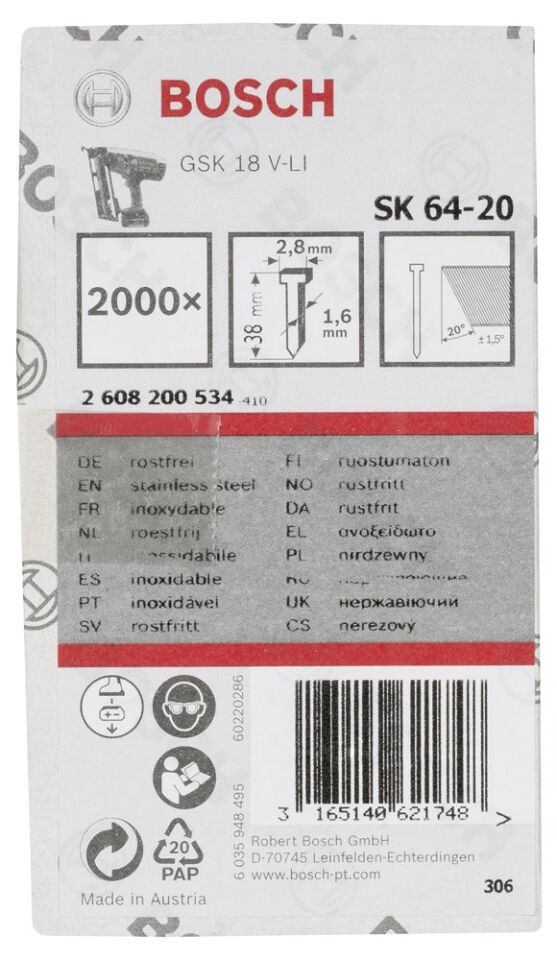 BOSCH
GSK 18 V-LI
SK 64-20
2000x
2,8 mm
38 mm
1,6 mm
20°
± 1,5°
2 608 200 534 -410
DE rostfrei
EN stainless steel
FR inoxydable
NL roestfrij
ES inoxidable
PT inoxidável
SV rostfritt
FI ruostumaton
NO rustfritt
DA rustfrit
EL ανοξείδωτο
PL nierdzewny
UK нержавіючий
CS nerezový
60220286
6 035 948 495
3 165140 621748 >
20
PAP
Made in Austria
Robert Bosch GmbH
D-70745 Leinfelden-Echterdingen
www.bosch-pt.com
306